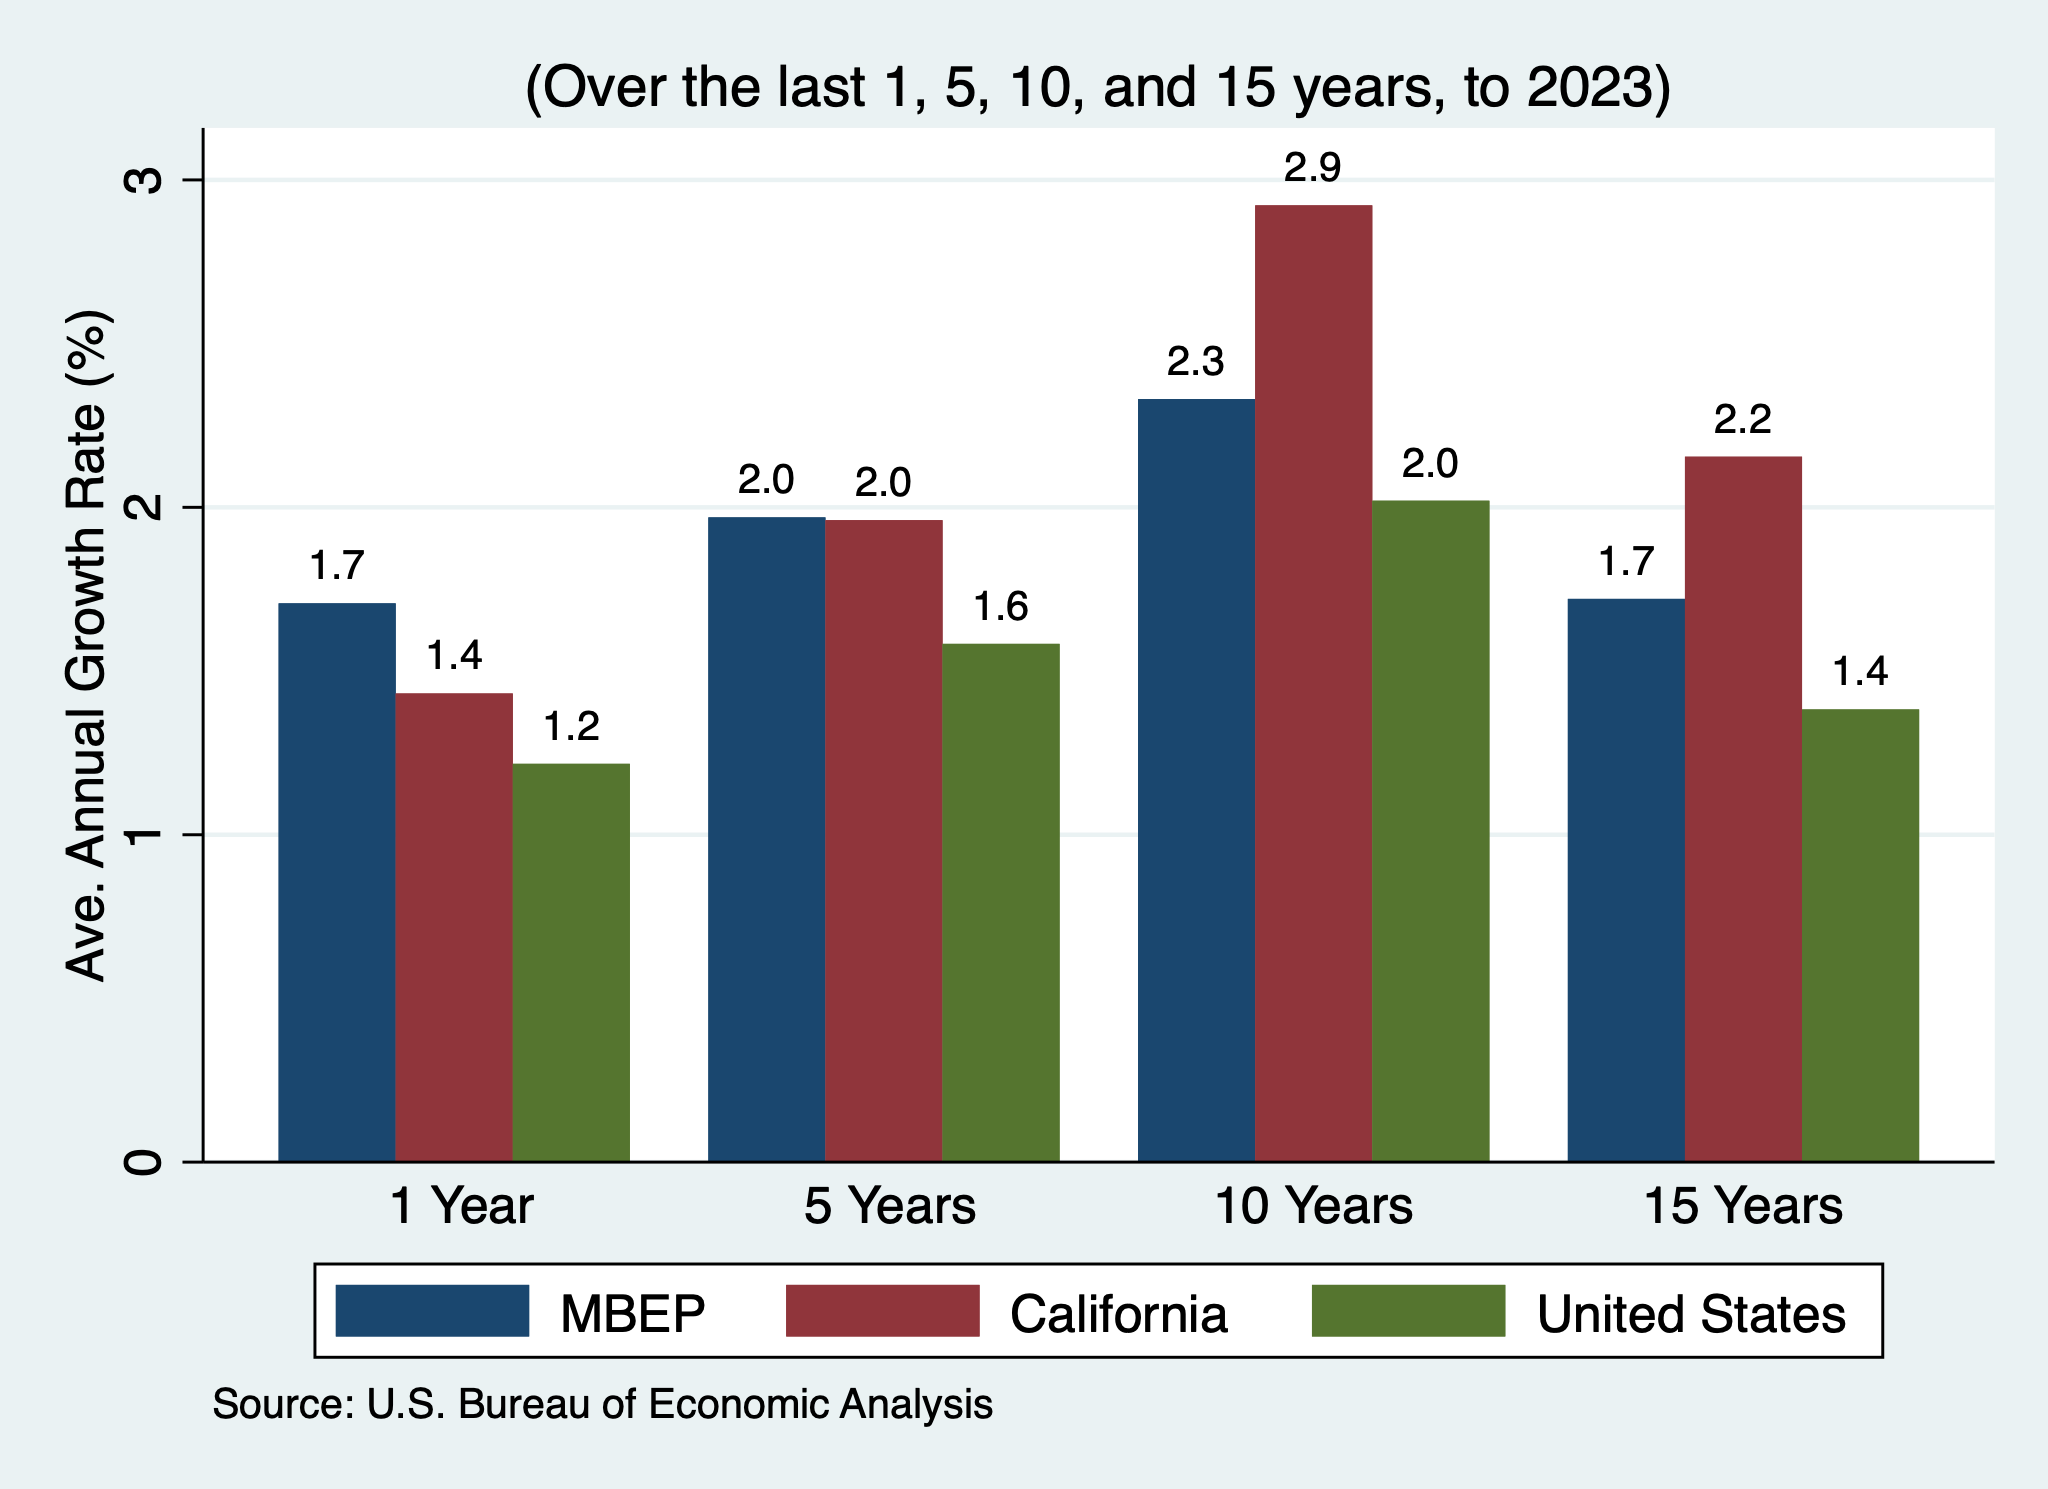 (Over the last 1, 5, 10, and 15 years, to 2023)
Ave. Annual Growth Rate (%)
3
2
1
0
1.7
1.4
1.2
2.0
2.0
1.6
2.3
2.9
2.0
1.7
2.2
1.4
1 Year
5 Years
10 Years
15 Years
MBEP
California
United States
Source: U.S. Bureau of Economic Analysis